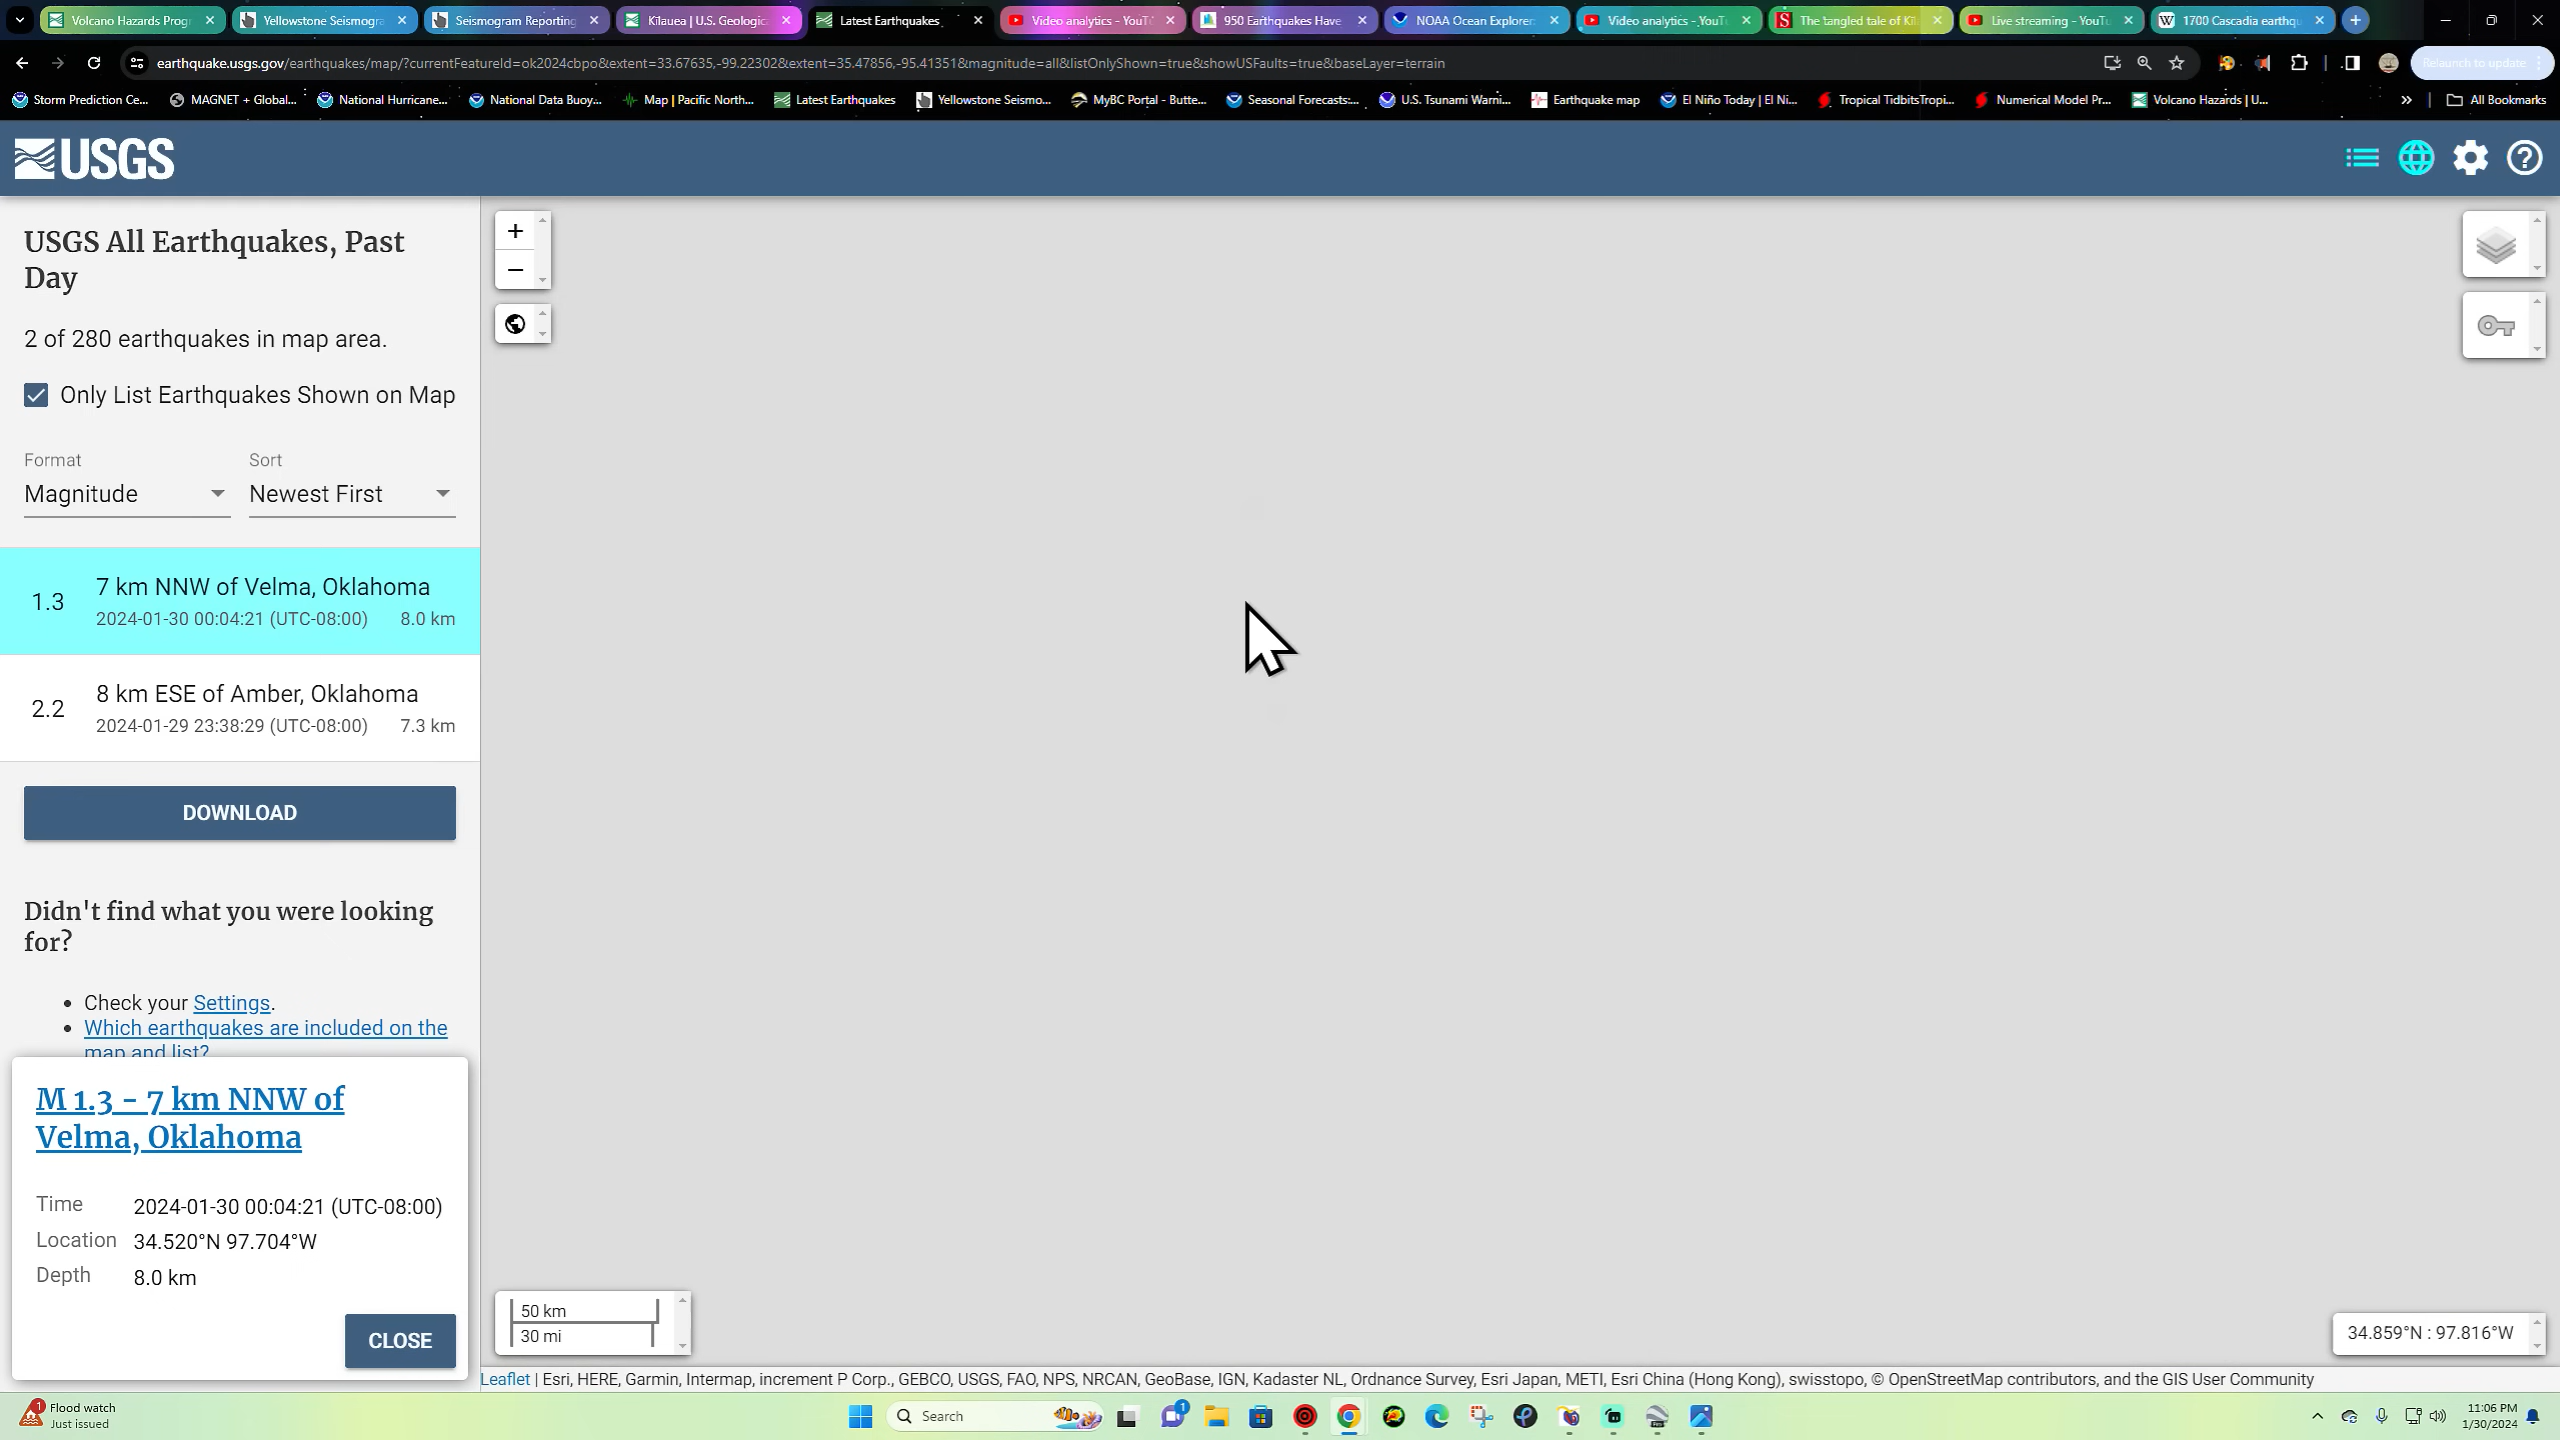 Volcano Hazards Progr
Yellowstone Seismogra
Seismogram Reporting
Kīlauea | U.S. Geologic
Latest Earthquakes
Video analytics - YouT
950 Earthquakes Have
NOAA Ocean Explorer
Video analytics - YouT
The tangled tale of Kīl
Live streaming - YouTu
1700 Cascadia earthqu
earthquake.usgs.gov/earthquakes/map/?currentFeatureId=ok2024cbpo&extent=33.67635,-99.22302&extent=35.47856,-95.41351&magnitude=all&listOnlyShown=true&showUSFaults=true&baseLayer=terrain
Relaunch to update
Storm Prediction Ce...
MAGNET + Global...
National Hurricane...
National Data Buoy...
Map | Pacific North...
Latest Earthquakes
Yellowstone Seismo...
MyBC Portal - Butte...
Seasonal Forecasts:...
U.S. Tsunami Warni...
Earthquake map
El Niño Today | El Ni...
Tropical TidbitsTropi...
Numerical Model Pr...
Volcano Hazards | U...
All Bookmarks
USGS
USGS All Earthquakes, Past
Day
2 of 280 earthquakes in map area.
Only List Earthquakes Shown on Map
Format
Sort
Magnitude
Newest First
1.3
7 km NNW of Velma, Oklahoma
2024-01-30 00:04:21 (UTC-08:00) 8.0 km
2.2
8 km ESE of Amber, Oklahoma
2024-01-29 23:38:29 (UTC-08:00) 7.3 km
DOWNLOAD
Didn't find what you were looking
for?
• Check your Settings.
• Which earthquakes are included on the
map and list?
M 1.3 - 7 km NNW of
Velma, Oklahoma
Time 2024-01-30 00:04:21 (UTC-08:00)
Location 34.520°N 97.704°W
Depth 8.0 km
CLOSE
+
−
50 km
30 mi
34.859°N : 97.816°W
Leaflet | Esri, HERE, Garmin, Intermap, increment P Corp., GEBCO, USGS, FAO, NPS, NRCAN, GeoBase, IGN, Kadaster NL, Ordnance Survey, Esri Japan, METI, Esri China (Hong Kong), swisstopo, © OpenStreetMap contributors, and the GIS User Community
1
Flood watch
Just issued
Search
1
11:06 PM
1/30/2024